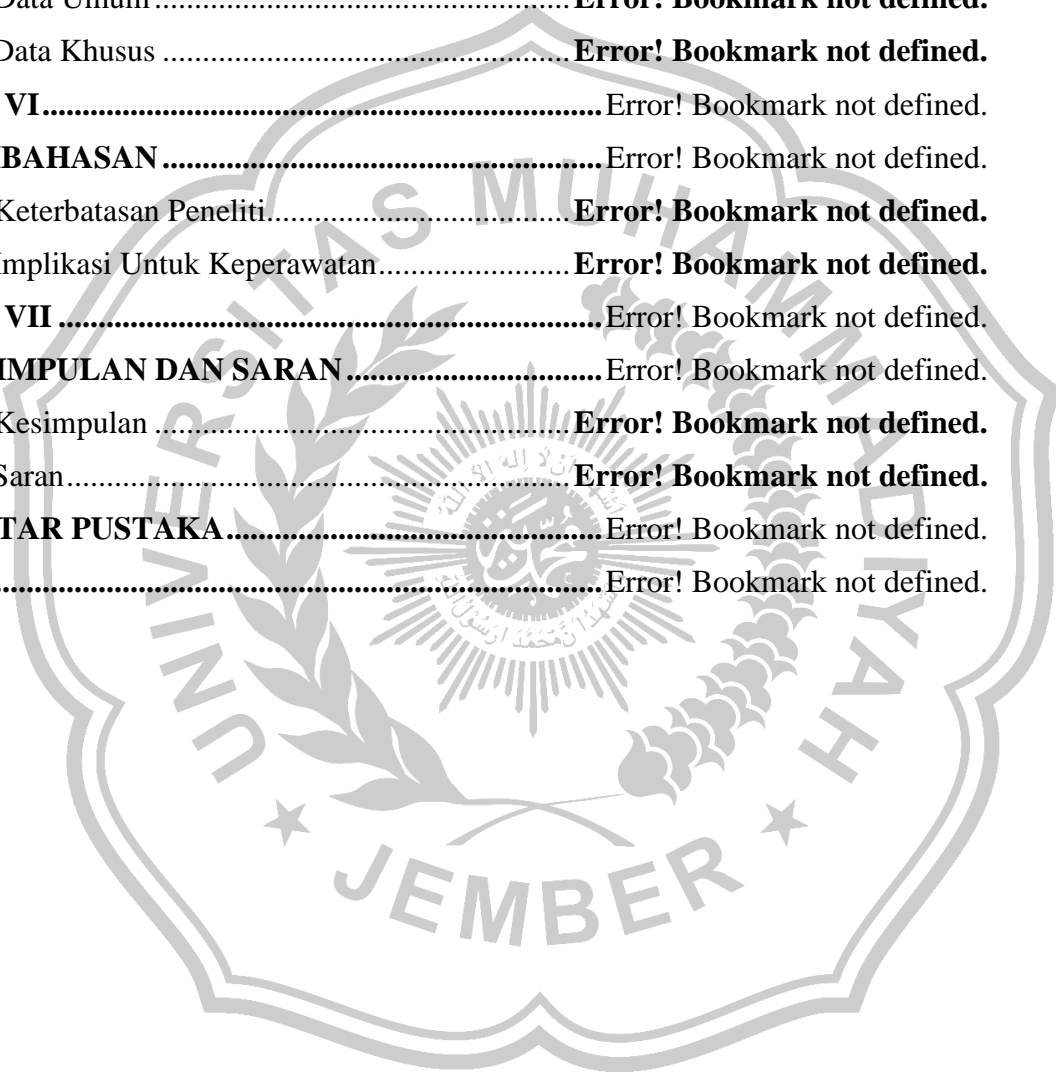 Data Umum......................................................Error! Bookmark not defined.
Data Khusus ....................................................Error! Bookmark not defined.
VI.......................................................................Error! Bookmark not defined.
BAHASAN........................................................Error! Bookmark not defined.
Keterbatasan Peneliti.......................................Error! Bookmark not defined.
Implikasi Untuk Keperawatan........................Error! Bookmark not defined.
VII .....................................................................Error! Bookmark not defined.
IMPULAN DAN SARAN................................Error! Bookmark not defined.
Kesimpulan .....................................................Error! Bookmark not defined.
Saran................................................................Error! Bookmark not defined.
TAR PUSTAKA................................................Error! Bookmark not defined.
............................................................................Error! Bookmark not defined.
UNIVERSITAS MUHAMMADIYAH
JEMBER